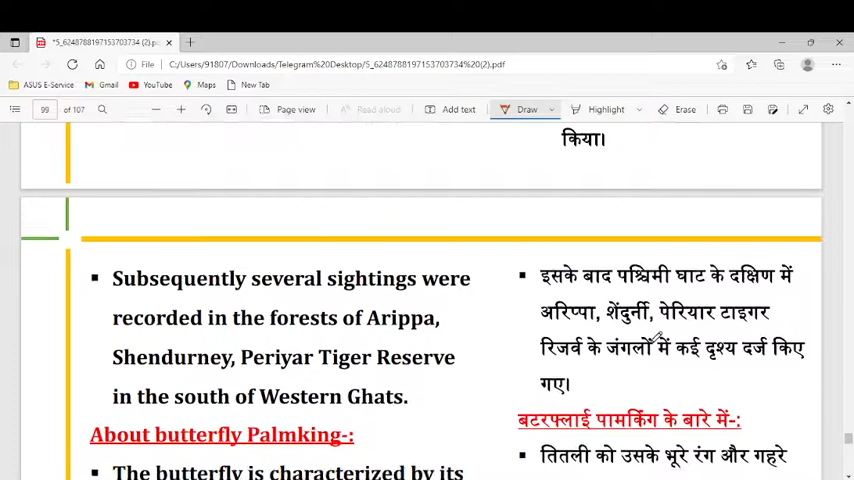 *5_6248788197153703734 (2).pd
File
C:/Users/91807/Downloads/Telegram%20Desktop/5_6248788197153703734%20(2).pdf
ASUS E-Service
Gmail
YouTube
Maps
New Tab
99 of 107
Page view
Read aloud
Add text
Draw
Highlight
Erase
किया।
▪ Subsequently several sightings were
recorded in the forests of Arippa,
Shendurney, Periyar Tiger Reserve
in the south of Western Ghats.
About butterfly Palmking-:
▪ The butterfly is characterized by its
▪ इसके बाद पश्चिमी घाट के दक्षिण में
अरिप्पा, शेंदुर्नी, पेरियार टाइगर
रिजर्व के जंगलों में कई दृश्य दर्ज किए
गए।
बटरफ्लाई पामकिंग के बारे में-:
▪ तितली को उसके भूरे रंग और गहरे